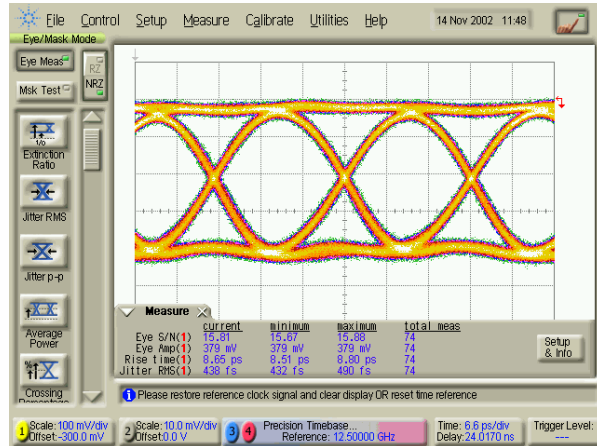 File Control Setup Measure Calibrate Utilities Help 14 Nov 2002 11:48
Eye/Mask Mode
Eye Meas
RZ
NRZ
Msk Test
1/0
Extinction
Ratio
Jitter RMS
Jitter p-p
Average
Power
Crossing
Percentage
Measure
current minimum maximum total meas
Eye S/N(1) 15.81 15.67 15.88 74
Eye Amp(1) 379 mV 379 mV 379 mV 74
Rise time(1) 8.65 ps 8.51 ps 8.80 ps 74
Jitter RMS(1) 438 fs 432 fs 490 fs 74
Setup
& Info
Please restore reference clock signal and clear display OR reset time reference
1 Scale:100 mV/div
Offset:-300.0 mV
2 Scale:10.0 mV/div
Offset:0.0 V
3 4 Precision Timebase...
Reference: 12.50000 GHz
Time: 6.6 ps/div
Delay:24.0170 ns
Trigger Level:
---